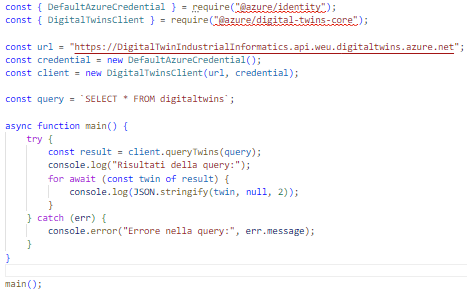 const { DefaultAzureCredential } = require("@azure/identity");
const { DigitalTwinsClient } = require("@azure/digital-twins-core");
const url = "https://DigitalTwinIndustrialInformatics.api.weu.digitaltwins.azure.net";
const credential = new DefaultAzureCredential();
const client = new DigitalTwinsClient(url, credential);
const query = `SELECT * FROM digitaltwins`;
async function main() {
    try {
        const result = client.queryTwins(query);
        console.log("Risultati della query:");
        for await (const twin of result) {
            console.log(JSON.stringify(twin, null, 2));
        }
    } catch (err) {
        console.error("Errore nella query:", err.message);
    }
}
main();